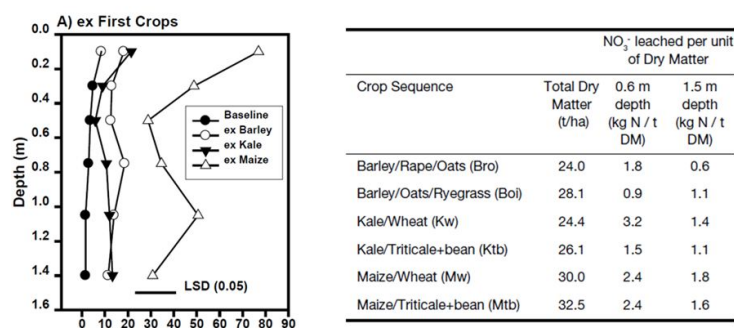 A) ex First Crops
0.0
0.2
0.4
0.6
0.8
1.0
1.2
1.4
1.6
Depth (m)
Baseline
ex Barley
ex Kale
ex Maize
LSD (0.05)
0 10 20 30 40 50 60 70 80 90
NO3- leached per unit
of Dry Matter
Crop Sequence Total Dry 0.6 m 1.5 m
Matter depth depth
(t/ha) (kg N / t (kg N / t
DM) DM)
Barley/Rape/Oats (Bro) 24.0 1.8 0.6
Barley/Oats/Ryegrass (Boi) 28.1 0.9 1.1
Kale/Wheat (Kw) 24.4 3.2 1.4
Kale/Triticale+bean (Ktb) 26.1 1.5 1.1
Maize/Wheat (Mw) 30.0 2.4 1.8
Maize/Triticale+bean (Mtb) 32.5 2.4 1.6